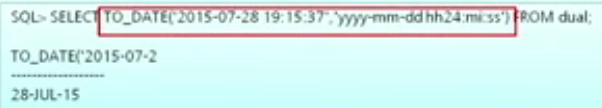 SQL> SELECT TO_DATE('2015-07-28 19:15:37','yyyy-mm-dd hh24:mi:ss') FROM dual;
TO_DATE('2015-07-2
------------------
28-JUL-15